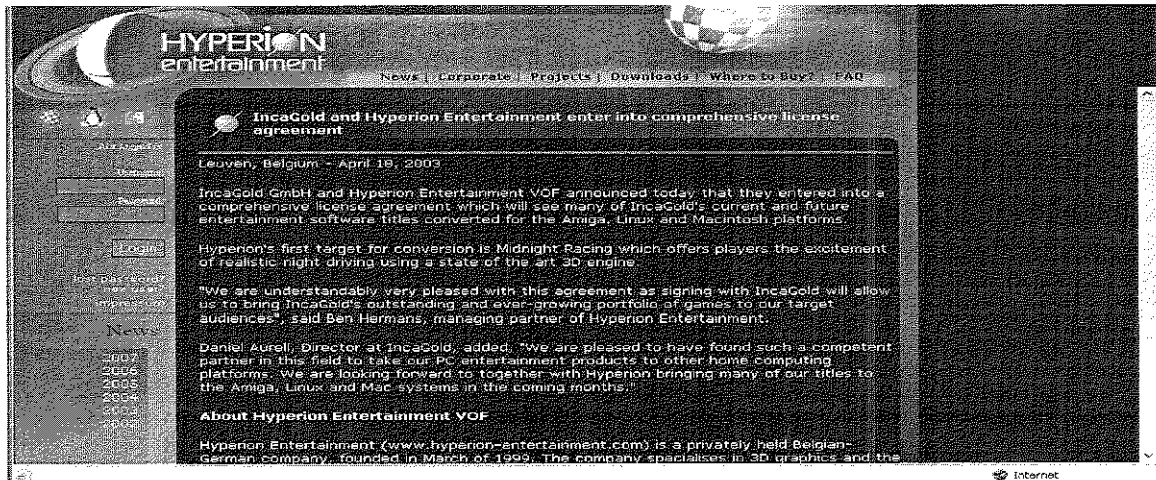 HYPERiON
entertainment
News | Corporate | Projects | Downloads | Where to Buy? | FAQ
IncaGold and Hyperion Entertainment enter into comprehensive license
agreement
Leuven, Belgium - April 18, 2003
IncaGold GmbH and Hyperion Entertainment VOF announced today that they entered into a
comprehensive license agreement which will see many of IncaGold's current and future
entertainment software titles converted for the Amiga, Linux and Macintosh platforms.
Hyperion's first target for conversion is Midnight Racing which offers players the excitement
of realistic night driving using a state of the art 3D engine.
"We are understandably very pleased with this agreement as signing with IncaGold will allow
us to bring IncaGold's outstanding and ever-growing portfolio of games to our target
audiences", said Ben Hermans, managing partner of Hyperion Entertainment.
Daniel Aurell, Director at IncaGold, added, "We are pleased to have found such a competent
partner in this field to take our PC entertainment products to other home computing
platforms. We are looking forward to together with Hyperion bringing many of our titles to
the Amiga, Linux and Mac systems in the coming months."
About Hyperion Entertainment VOF
Hyperion Entertainment (www.hyperion-entertainment.com) is a privately held Belgian-
German company, founded in March of 1999. The company specialises in 3D graphics and the
Username
Password
Login
lost password?
new user?
Impressum
News
2007
2006
2005
2004
2003
2002
Internet